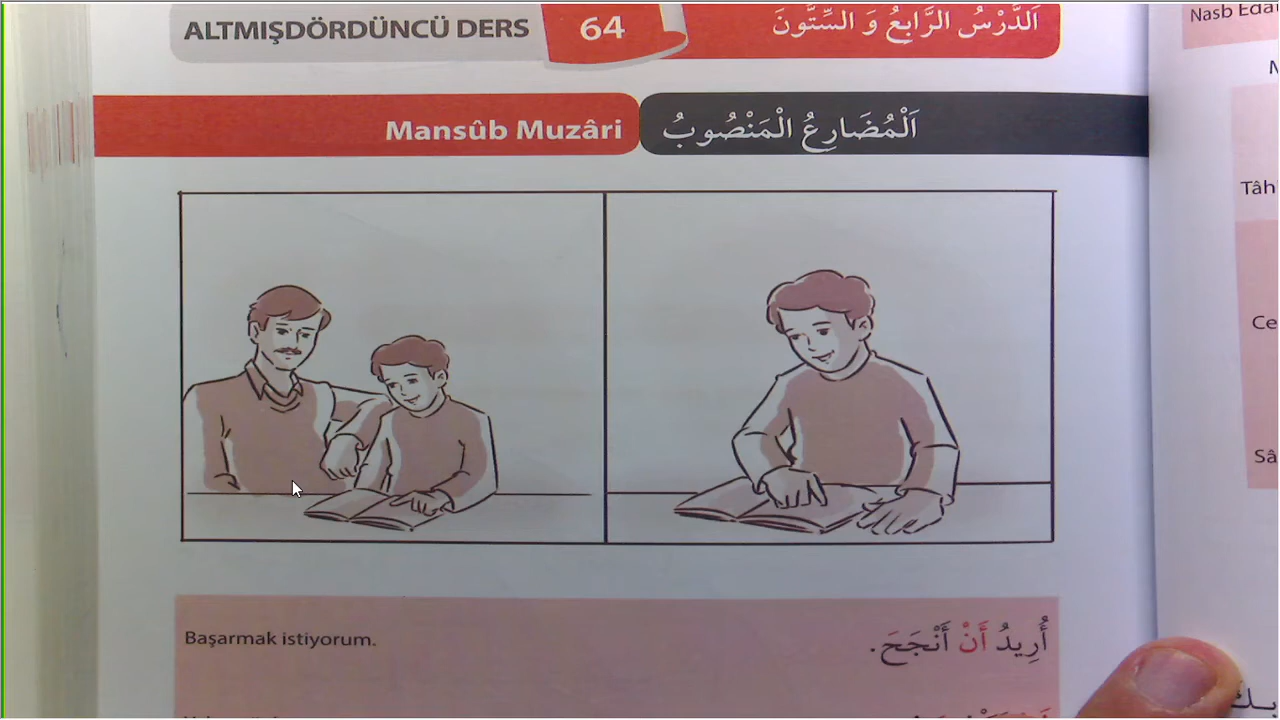 ALTMIŞDÖRDÜNCÜ DERS 64 اَلدَّرْسُ الرَّابِعُ وَ السِّتُّونَ
Mansûb Muzâri اَلْمُضَارِعُ الْمَنْصُوبُ
Başarmak istiyorum. أُرِيدُ أَنْ أَنْجَحَ.
Nasb Edat
M
Tâh
Ce
Sâ